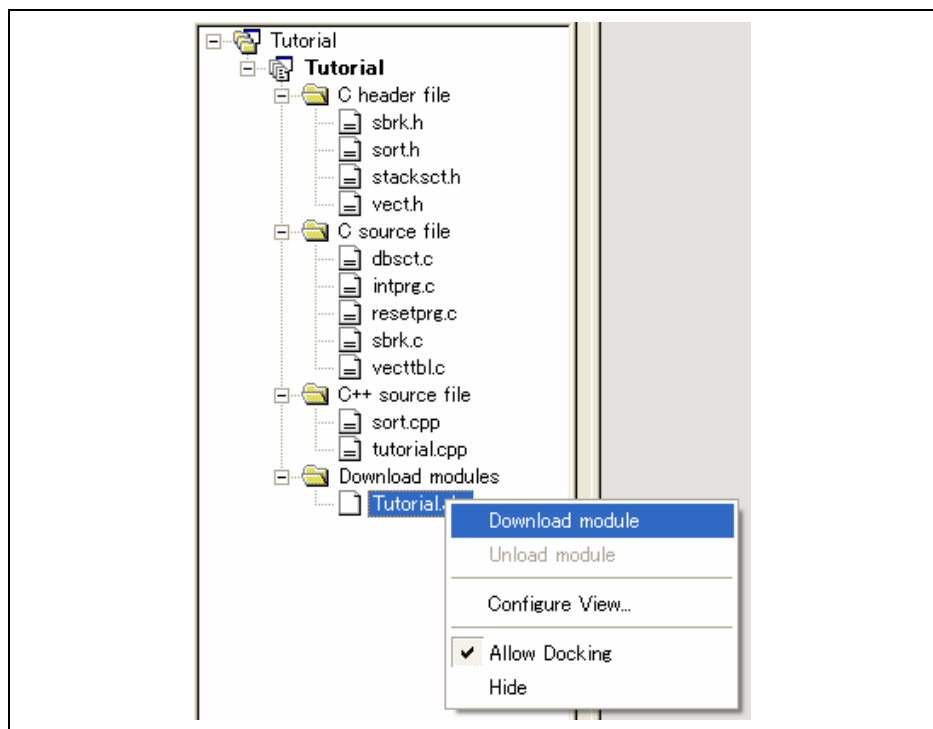 Tutorial
Tutorial
C header file
sbrk.h
sort.h
stacksct.h
vect.h
C source file
dbsct.c
intprg.c
resetprg.c
sbrk.c
vecttbl.c
C++ source file
sort.cpp
tutorial.cpp
Download modules
Download module
Unload module
Configure View...
Allow Docking
Hide